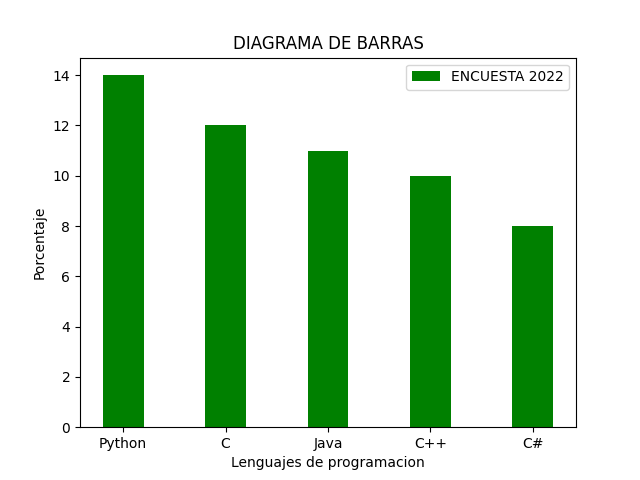 DIAGRAMA DE BARRAS
ENCUESTA 2022
14
12
10
8
6
4
2
0
Porcentaje
Python C Java C++ C#
Lenguajes de programacion